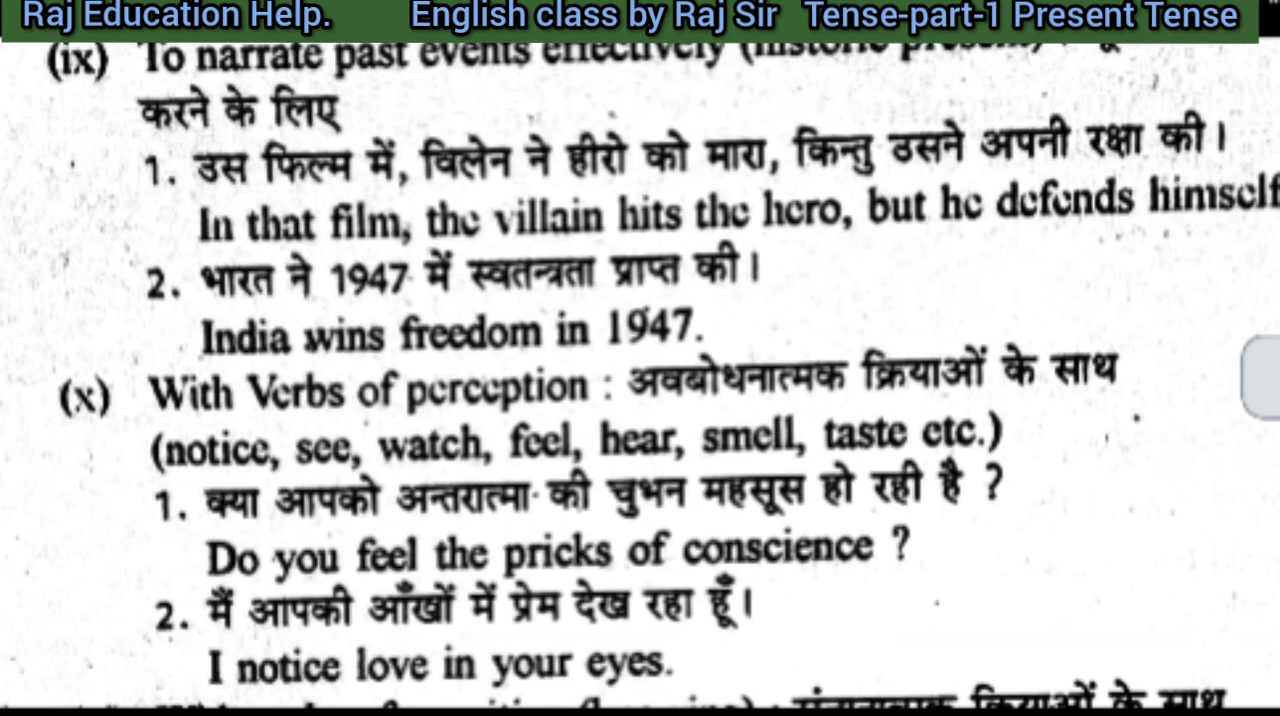 Raj Education Help. English class by Raj Sir Tense-part-1 Present Tense
(ix) To narrate past events effectively (historic present)
करने के लिए
1. उस फिल्म में, विलेन ने हीरो को मारा, किन्तु उसने अपनी रक्षा की।
In that film, the villain hits the hero, but he defends himself
2. भारत ने 1947 में स्वतन्त्रता प्राप्त की।
India wins freedom in 1947.
(x) With Verbs of perception : अवबोधनात्मक क्रियाओं के साथ
(notice, see, watch, feel, hear, smell, taste etc.)
1. क्या आपको अन्तरात्मा की चुभन महसूस हो रही है ?
Do you feel the pricks of conscience ?
2. मैं आपकी आँखों में प्रेम देख रहा हूँ।
I notice love in your eyes.
क्रियाओं के साथ